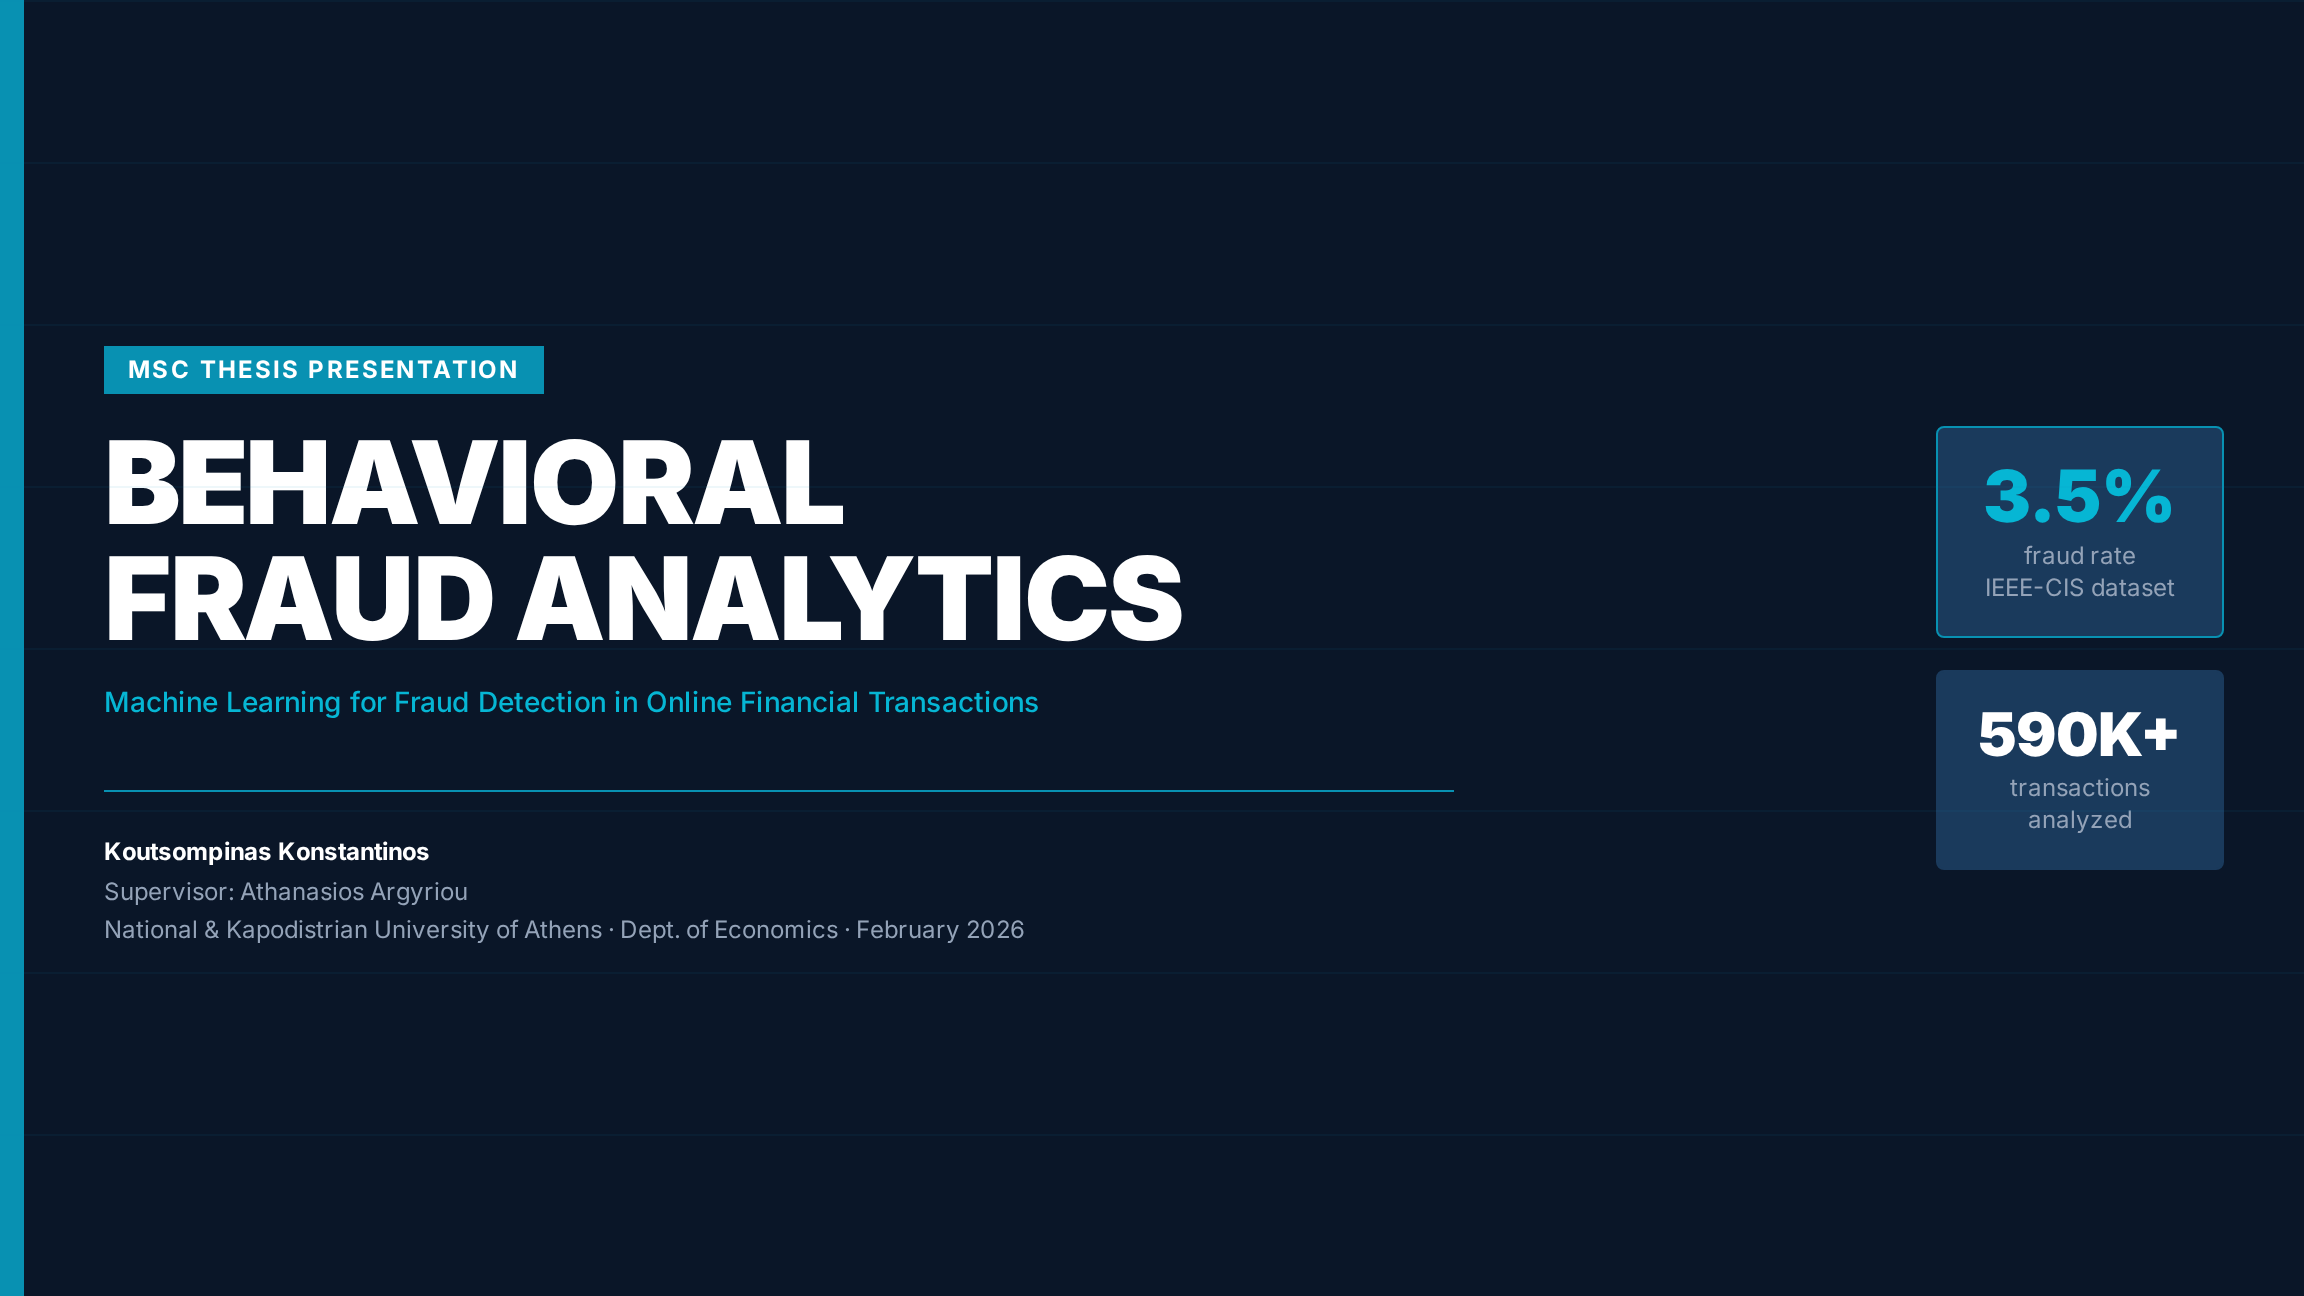 MSC THESIS PRESENTATION
BEHAVIORAL
FRAUD ANALYTICS
Machine Learning for Fraud Detection in Online Financial Transactions
Koutsompinas Konstantinos
Supervisor: Athanasios Argyriou
National & Kapodistrian University of Athens · Dept. of Economics · February 2026
3.5%
fraud rate
IEEE-CIS dataset
590K+
transactions
analyzed